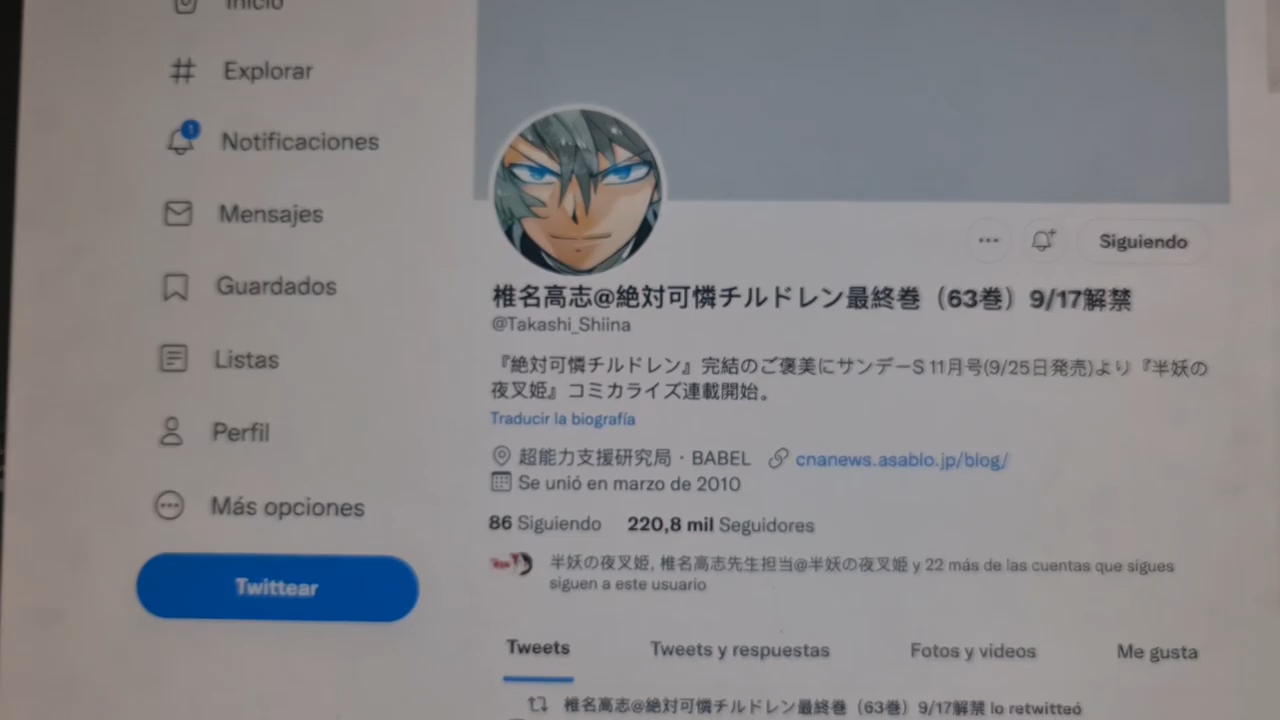 Inicio
Explorar
1
Notificaciones
Mensajes
Guardados
Listas
Perfil
Más opciones
Twittear
Siguiendo
椎名高志@絶対可憐チルドレン最終巻（63巻）9/17解禁
@Takashi_Shiina
『絶対可憐チルドレン』完結のご褒美にサンデーS 11月号(9/25日発売)より『半妖の
夜叉姫』コミカライズ連載開始。
Traducir la biografía
超能力支援研究局・BABEL cnanews.asablo.jp/blog/
Se unió en marzo de 2010
86 Siguiendo 220,8 mil Seguidores
半妖の夜叉姫, 椎名高志先生担当@半妖の夜叉姫 y 22 más de las cuentas que sigues
siguen a este usuario
Tweets Tweets y respuestas Fotos y videos Me gusta
椎名高志@絶対可憐チルドレン最終巻（63巻）9/17解禁 lo retwitteó